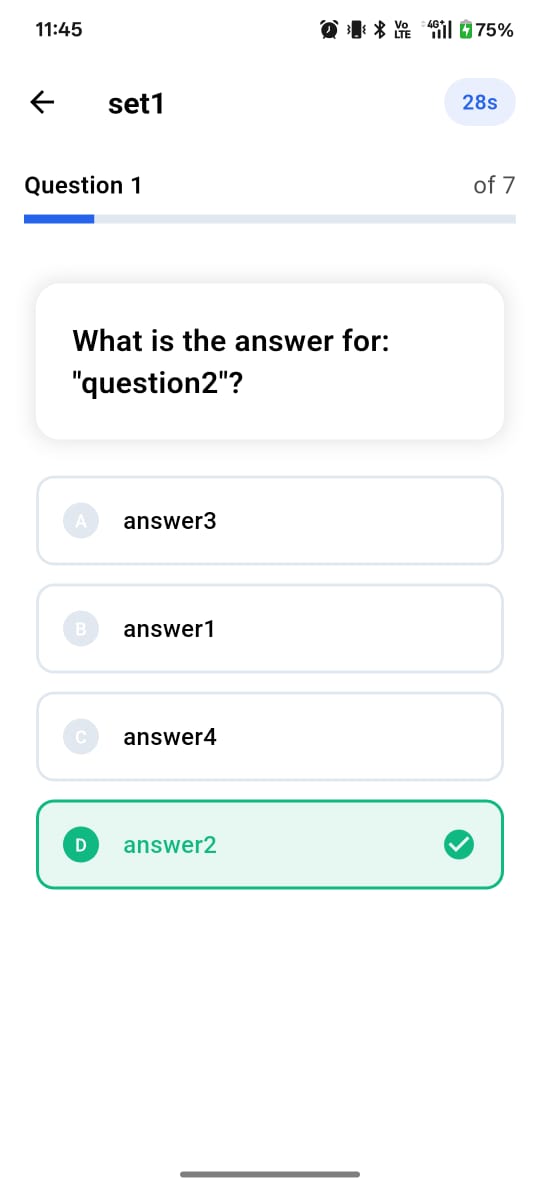 11:45 Vo LTE 4G+ 75%
set1 28s
Question 1 of 7
What is the answer for:
"question2"?
A answer3
B answer1
C answer4
D answer2